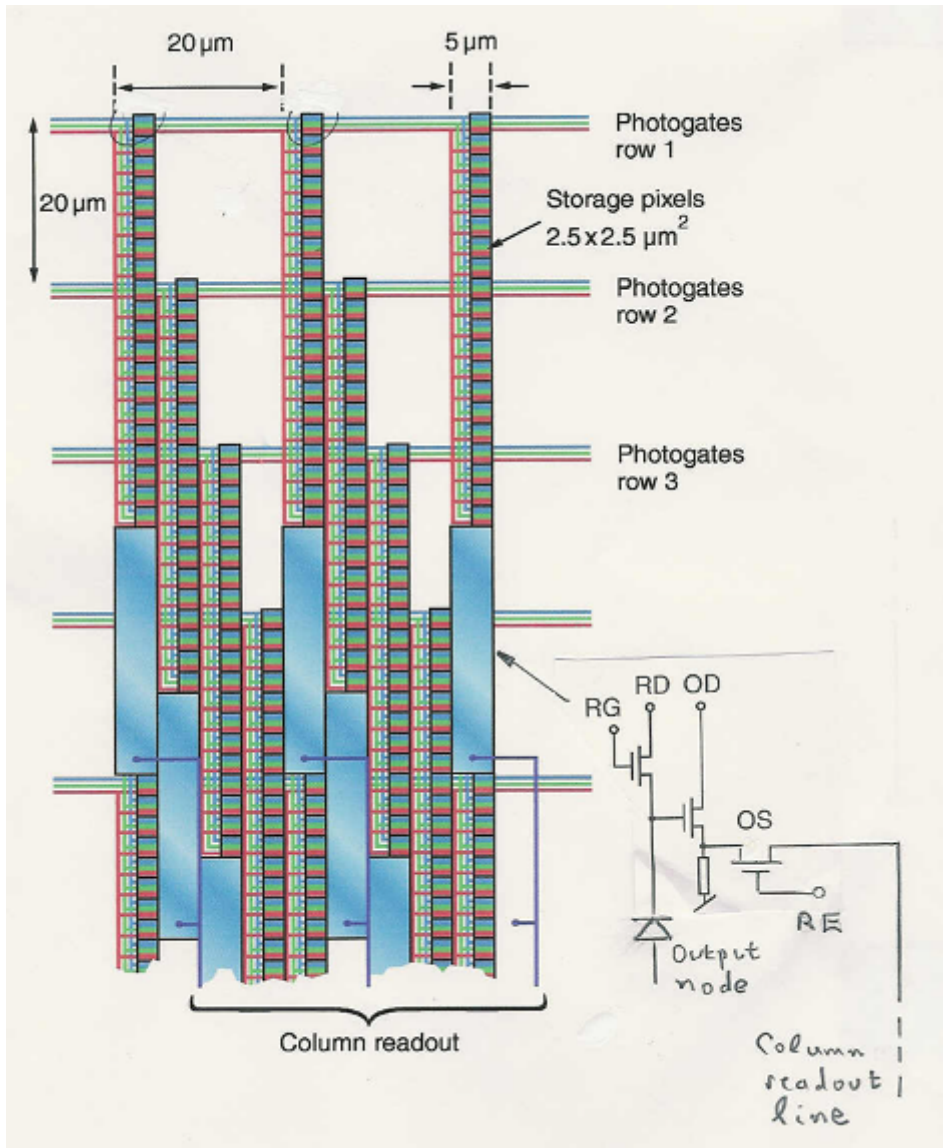 20 µm
5 µm
Photogates
row 1
20 µm
Storage pixels
2.5 x 2.5 µm²
Photogates
row 2
Photogates
row 3
RD OD
RG
OS
RE
Output
node
Column readout
Column
readout
line